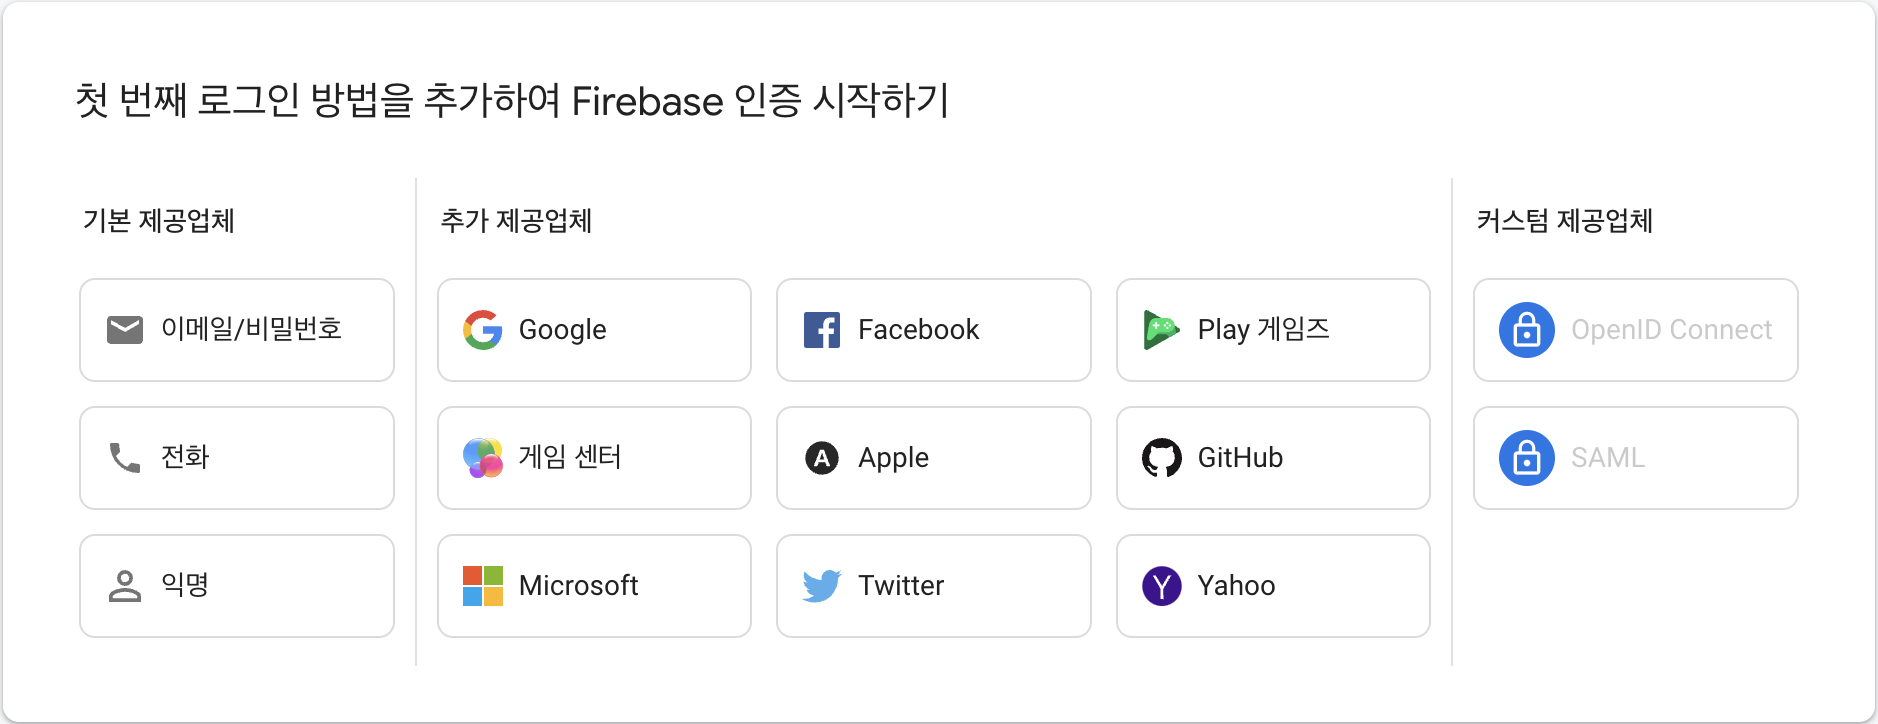 첫 번째 로그인 방법을 추가하여 Firebase 인증 시작하기
기본 제공업체
이메일/비밀번호
전화
익명
추가 제공업체
Google
Facebook
Play 게임즈
게임 센터
Apple
GitHub
Microsoft
Twitter
Yahoo
커스텀 제공업체
OpenID Connect
SAML